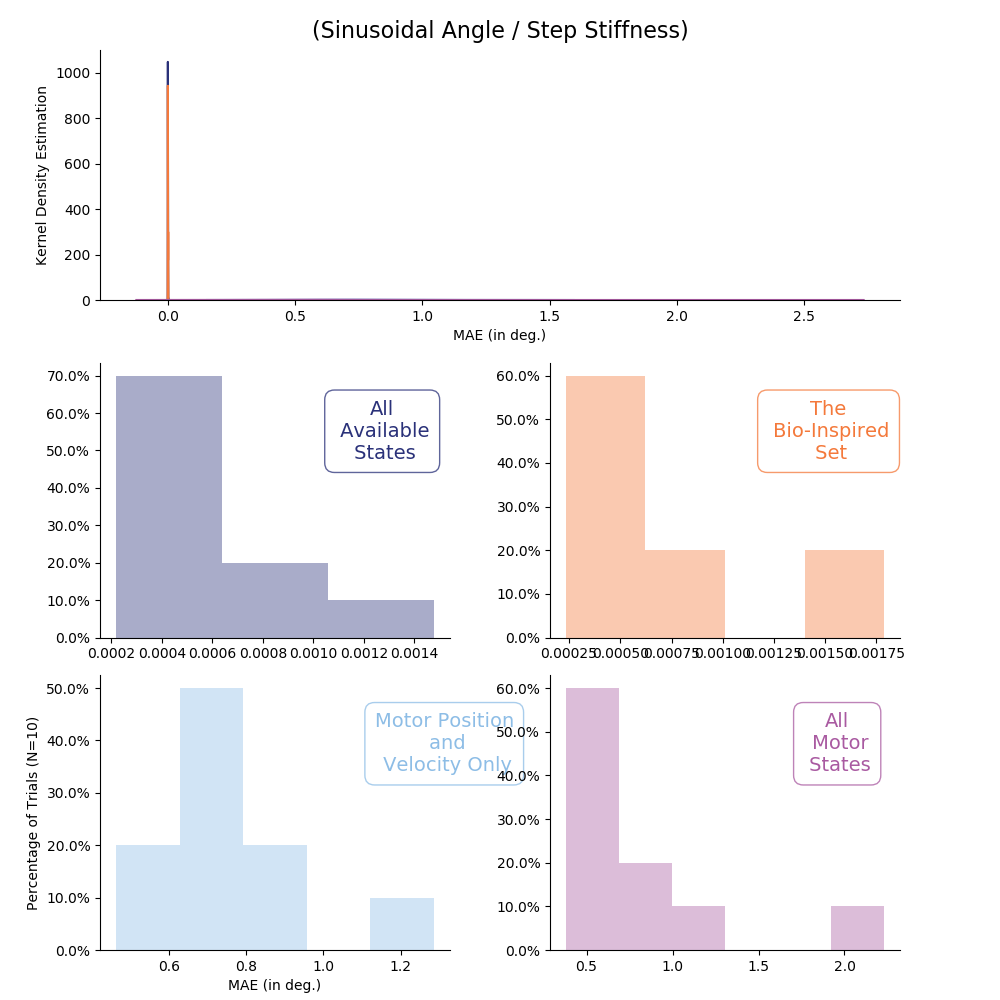 (Sinusoidal Angle / Step Stiffness)
Kernel Density Estimation
1000
800
600
400
200
0
0.0 0.5 1.0 1.5 2.0 2.5
MAE (in deg.)
70.0%
60.0%
50.0%
40.0%
30.0%
20.0%
10.0%
0.0%
All
Available
States
0.0002 0.0004 0.0006 0.0008 0.0010 0.0012 0.0014
60.0%
50.0%
40.0%
30.0%
20.0%
10.0%
0.0%
The
Bio-Inspired
Set
0.00025 0.00050 0.00075 0.00100 0.00125 0.00150 0.00175
Percentage of Trials (N=10)
50.0%
40.0%
30.0%
20.0%
10.0%
0.0%
Motor Position
and
Velocity Only
0.6 0.8 1.0 1.2
MAE (in deg.)
60.0%
50.0%
40.0%
30.0%
20.0%
10.0%
0.0%
All
Motor
States
0.5 1.0 1.5 2.0